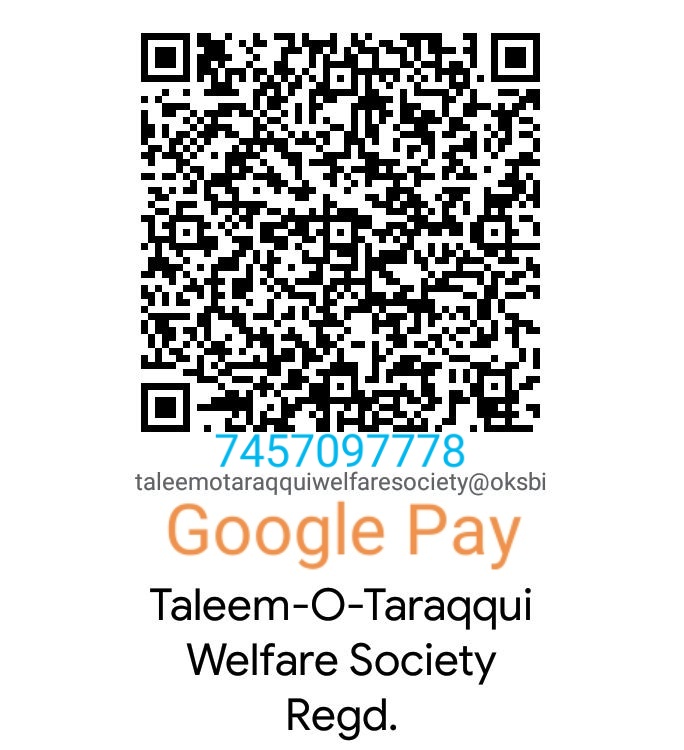 7457097778
taleemotaraqquiwelfaresociety@oksbi
Google Pay
Taleem-O-Taraqqui
Welfare Society
Regd.